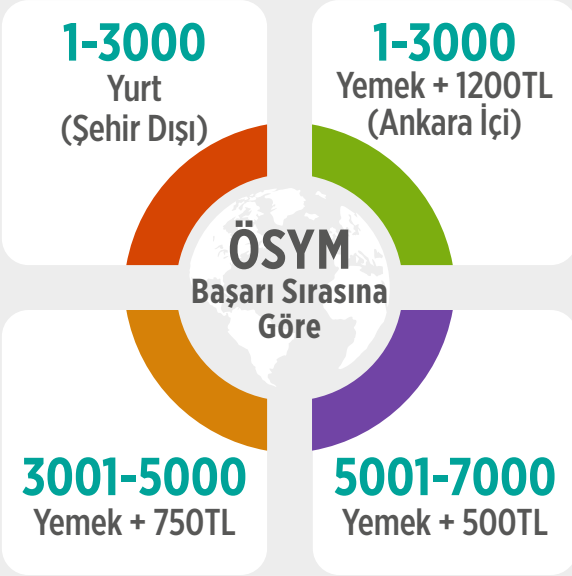 1-3000
Yurt
(Şehir Dışı)
1-3000
Yemek + 1200TL
(Ankara İçi)
ÖSYM
Başarı Sırasına
Göre
3001-5000
Yemek + 750TL
5001-7000
Yemek + 500TL